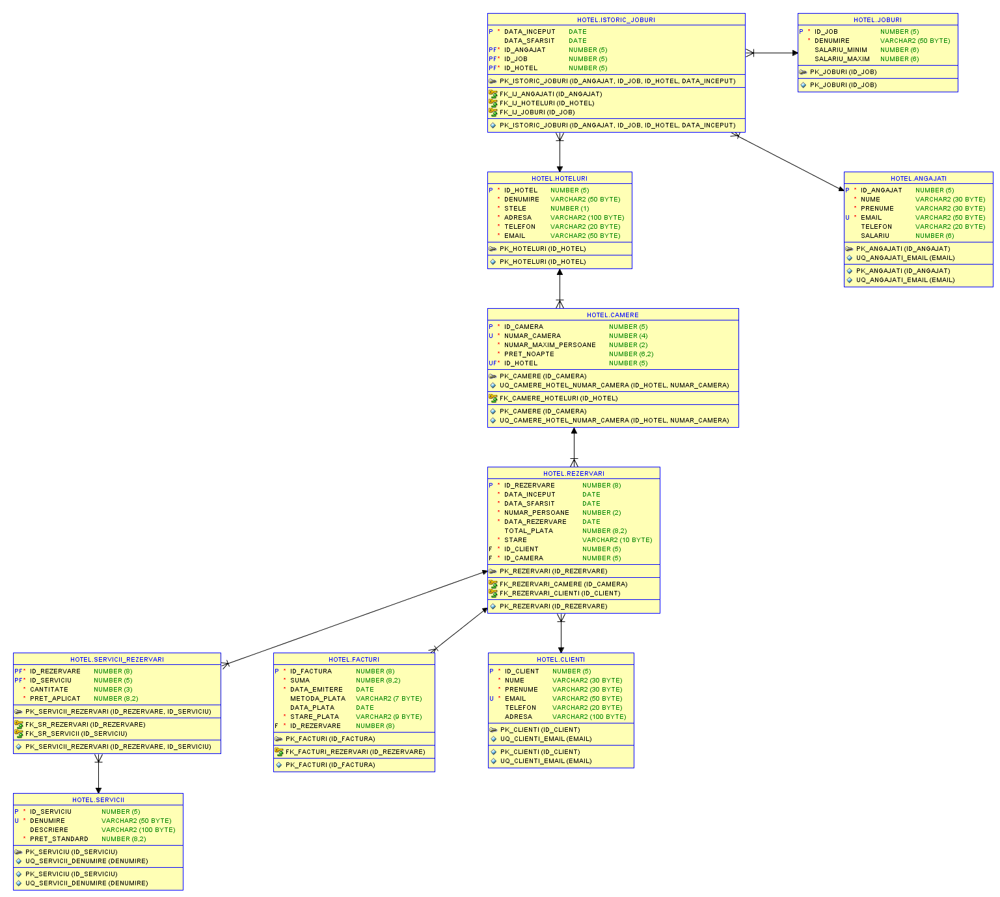 HOTEL.ISTORIC_JOBURI
P * DATA_INCEPT DATE
DATA_SFARSIT DATE
PF* ID_ANGAJAT NUMBER (5)
PF* ID_JOB NUMBER (5)
PF* ID_HOTEL NUMBER (5)
PK_ISTORIC_JOBURI (ID_ANGAJAT, ID_JOB, ID_HOTEL, DATA_INCEPUT)
FK_IJ_ANGAJATI (ID_ANGAJAT)
FK_IJ_HOTELURI (ID_HOTEL)
FK_IJ_JOBURI (ID_JOB)
PK_ISTORIC_JOBURI (ID_ANGAJAT, ID_JOB, ID_HOTEL, DATA_INCEPUT)
HOTEL.JOBURI
P * ID_JOB NUMBER (5)
* DENUMIRE VARCHAR2 (50 BYTE)
SALARIU_MINIM NUMBER (6)
SALARIU_MAXIM NUMBER (6)
PK_JOBURI (ID_JOB)
PK_JOBURI (ID_JOB)
HOTEL.HOTELURI
P * ID_HOTEL NUMBER (5)
* DENUMIRE VARCHAR2 (50 BYTE)
* STELE NUMBER (1)
* ADRESA VARCHAR2 (100 BYTE)
* TELEFON VARCHAR2 (20 BYTE)
* EMAIL VARCHAR2 (50 BYTE)
PK_HOTELURI (ID_HOTEL)
PK_HOTELURI (ID_HOTEL)
HOTEL.ANGAJATI
P * ID_ANGAJAT NUMBER (5)
* NUME VARCHAR2 (30 BYTE)
* PRENUME VARCHAR2 (30 BYTE)
U * EMAIL VARCHAR2 (50 BYTE)
TELEFON VARCHAR2 (20 BYTE)
SALARIU NUMBER (6)
PK_ANGAJATI (ID_ANGAJAT)
UQ_ANGAJATI_EMAIL (EMAIL)
PK_ANGAJATI (ID_ANGAJAT)
UQ_ANGAJATI_EMAIL (EMAIL)
HOTEL.CAMERE
P * ID_CAMERA NUMBER (5)
U * NUMAR_CAMERA NUMBER (4)
* NUMAR_MAXIM_PERSOANE NUMBER (2)
* PRET_NOAPTE NUMBER (6,2)
UF* ID_HOTEL NUMBER (5)
PK_CAMERE (ID_CAMERA)
UQ_CAMERE_HOTEL_NUMAR_CAMERA (ID_HOTEL, NUMAR_CAMERA)
FK_CAMERE_HOTELURI (ID_HOTEL)
PK_CAMERE (ID_CAMERA)
UQ_CAMERE_HOTEL_NUMAR_CAMERA (ID_HOTEL, NUMAR_CAMERA)
HOTEL.REZERVARI
P * ID_REZERVARE NUMBER (8)
* DATA_INCEPUT DATE
* DATA_SFARSIT DATE
* NUMAR_PERSOANE NUMBER (2)
* DATA_REZERVARE DATE
TOTAL_PLATA NUMBER (8,2)
* STARE VARCHAR2 (10 BYTE)
F * ID_CLIENT NUMBER (5)
F * ID_CAMERA NUMBER (5)
PK_REZERVARI (ID_REZERVARE)
FK_REZERVARI_CAMERE (ID_CAMERA)
FK_REZERVARI_CLIENTI (ID_CLIENT)
PK_REZERVARI (ID_REZERVARE)
HOTEL.SERVICII_REZERVARI
PF* ID_REZERVARE NUMBER (8)
PF* ID_SERVICIU NUMBER (5)
* CANTITATE NUMBER (3)
* PRET_APLICAT NUMBER (8,2)
PK_SERVICII_REZERVARI (ID_REZERVARE, ID_SERVICIU)
FK_SR_REZERVARI (ID_REZERVARE)
FK_SR_SERVICII (ID_SERVICIU)
PK_SERVICII_REZERVARI (ID_REZERVARE, ID_SERVICIU)
HOTEL.FACTURI
P * ID_FACTURA NUMBER (8)
* SUMA NUMBER (8,2)
* DATA_EMITERE DATE
METODA_PLATA VARCHAR2 (7 BYTE)
DATA_PLATA DATE
* STARE_PLATA VARCHAR2 (9 BYTE)
F * ID_REZERVARE NUMBER (8)
PK_FACTURI (ID_FACTURA)
FK_FACTURI_REZERVARI (ID_REZERVARE)
PK_FACTURI (ID_FACTURA)
HOTEL.CLIENTI
P * ID_CLIENT NUMBER (5)
* NUME VARCHAR2 (30 BYTE)
* PRENUME VARCHAR2 (30 BYTE)
U * EMAIL VARCHAR2 (50 BYTE)
TELEFON VARCHAR2 (20 BYTE)
ADRESA VARCHAR2 (100 BYTE)
PK_CLIENTI (ID_CLIENT)
UQ_CLIENTI_EMAIL (EMAIL)
PK_CLIENTI (ID_CLIENT)
UQ_CLIENTI_EMAIL (EMAIL)
HOTEL.SERVICII
P * ID_SERVICIU NUMBER (5)
U * DENUMIRE VARCHAR2 (50 BYTE)
DESCRIERE VARCHAR2 (100 BYTE)
* PRET_STANDARD NUMBER (8,2)
PK_SERVICIU (ID_SERVICIU)
UQ_SERVICII_DENUMIRE (DENUMIRE)
PK_SERVICIU (ID_SERVICIU)
UQ_SERVICII_DENUMIRE (DENUMIRE)